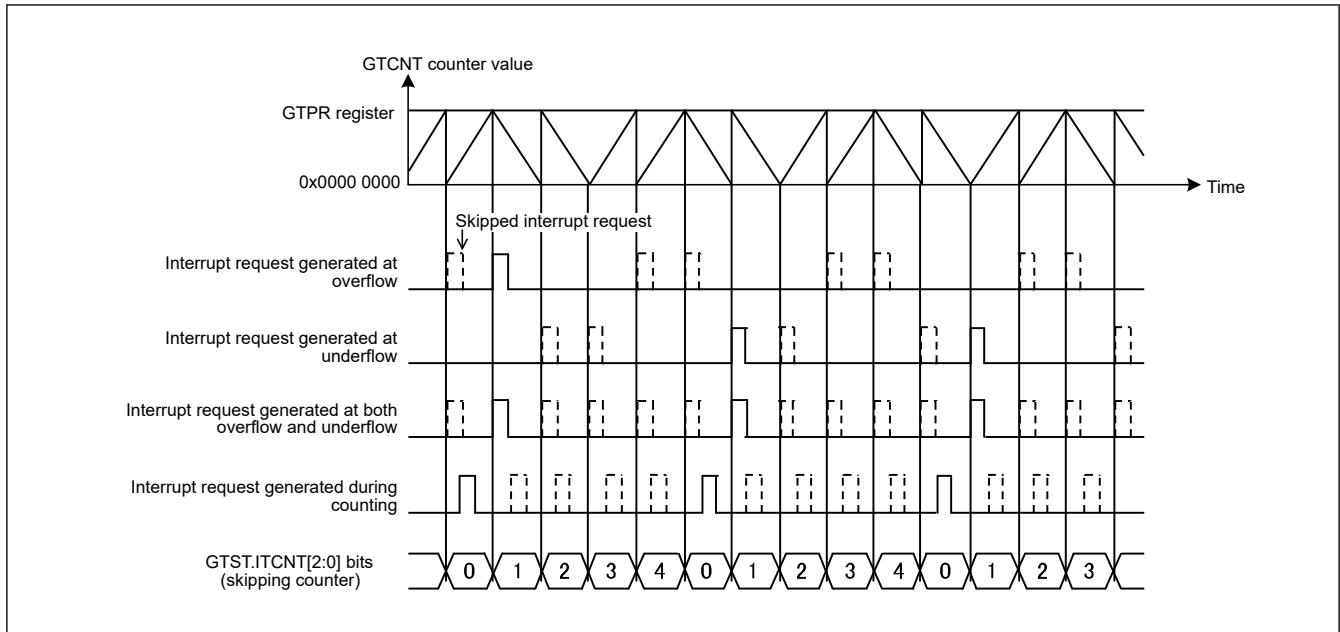 GTCNT counter value
GTPR register
0x0000 0000
Time
Skipped interrupt request
Interrupt request generated at
overflow
Interrupt request generated at
underflow
Interrupt request generated at both
overflow and underflow
Interrupt request generated during
counting
GTST.ITCNT[2:0] bits
(skipping counter)
0 1 2 3 4 0 1 2 3 4 0 1 2 3